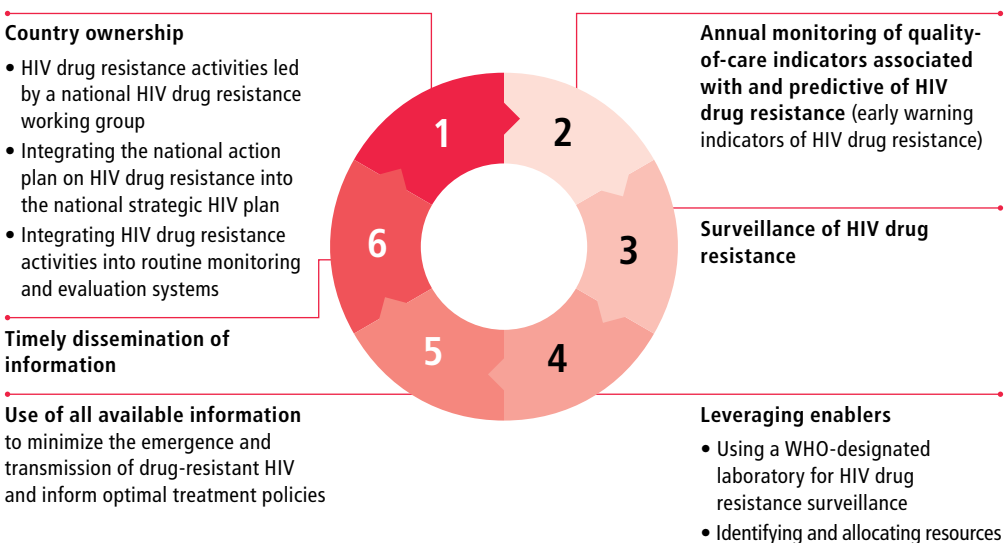 Country ownership
• HIV drug resistance activities led
by a national HIV drug resistance
working group
• Integrating the national action
plan on HIV drug resistance into
the national strategic HIV plan
• Integrating HIV drug resistance
activities into routine monitoring
and evaluation systems
Timely dissemination of
information
Use of all available information
to minimize the emergence and
transmission of drug-resistant HIV
and inform optimal treatment policies
1
2
3
4
5
6
Annual monitoring of quality-
of-care indicators associated
with and predictive of HIV
drug resistance (early warning
indicators of HIV drug resistance)
Surveillance of HIV drug
resistance
Leveraging enablers
• Using a WHO-designated
laboratory for HIV drug
resistance surveillance
• Identifying and allocating resources